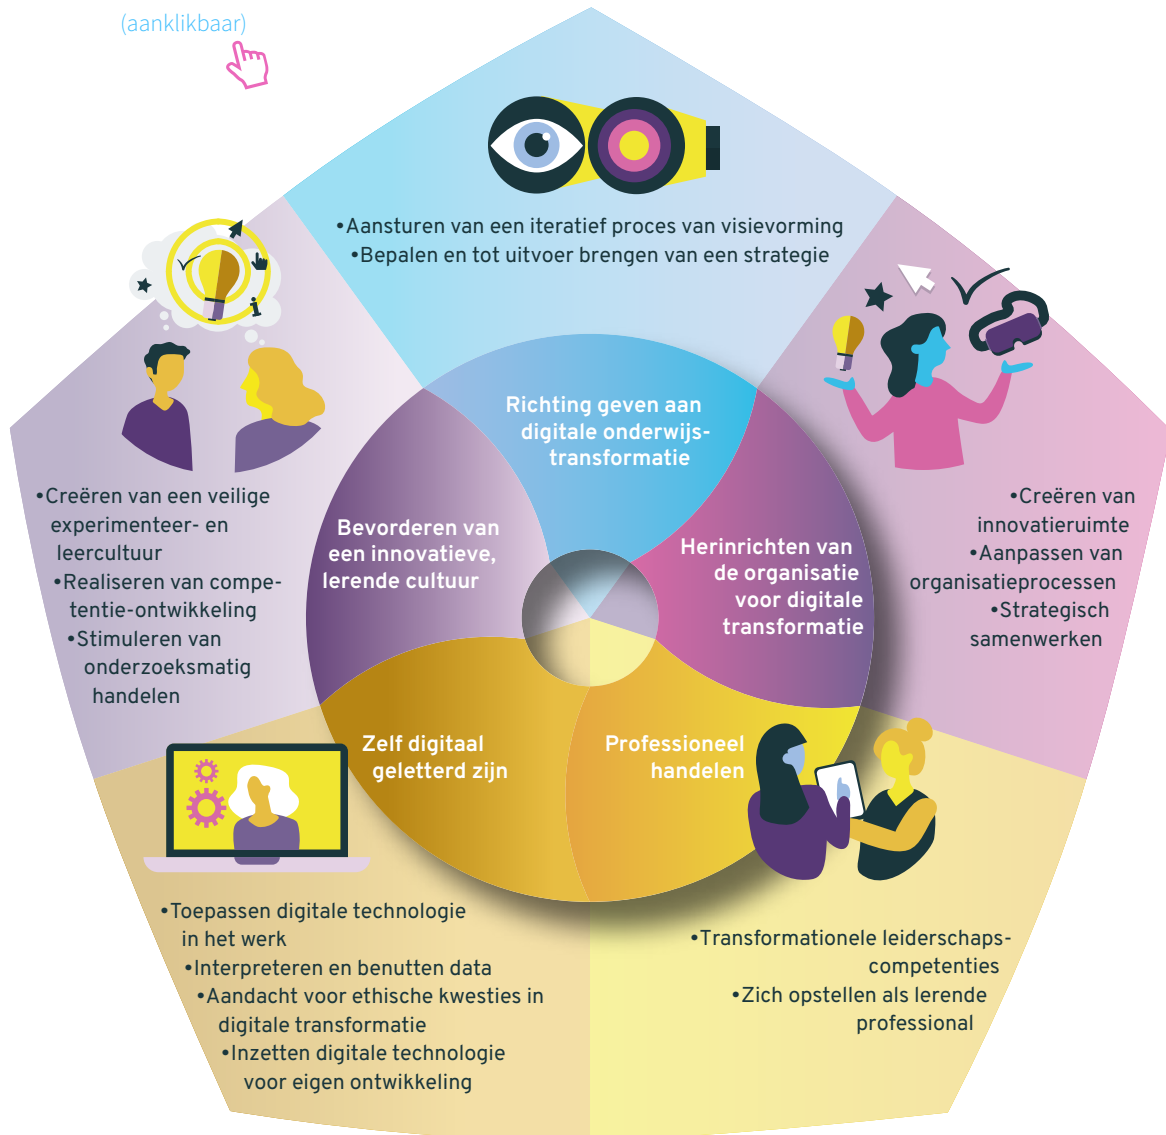 (aanklikbaar)
•Aansturen van een iteratief proces van visievorming
•Bepalen en tot uitvoer brengen van een strategie
Richting geven aan
digitale onderwijs-
transformatie
Herinrichten van
de organisatie
voor digitale
transformatie
•Creëren van
innovatieruimte
•Aanpassen van
organisatieprocessen
•Strategisch
samenwerken
Professioneel
handelen
•Transformationele leiderschaps-
competenties
•Zich opstellen als lerende
professional
Zelf digitaal
geletterd zijn
•Toepassen digitale technologie
in het werk
•Interpreteren en benutten data
•Aandacht voor ethische kwesties in
digitale transformatie
•Inzetten digitale technologie
voor eigen ontwikkeling
Bevorderen van
een innovatieve,
lerende cultuur
•Creëren van een veilige
experimenteer- en
leercultuur
•Realiseren van compe-
tentie-ontwikkeling
•Stimuleren van
onderzoeksmatig
handelen